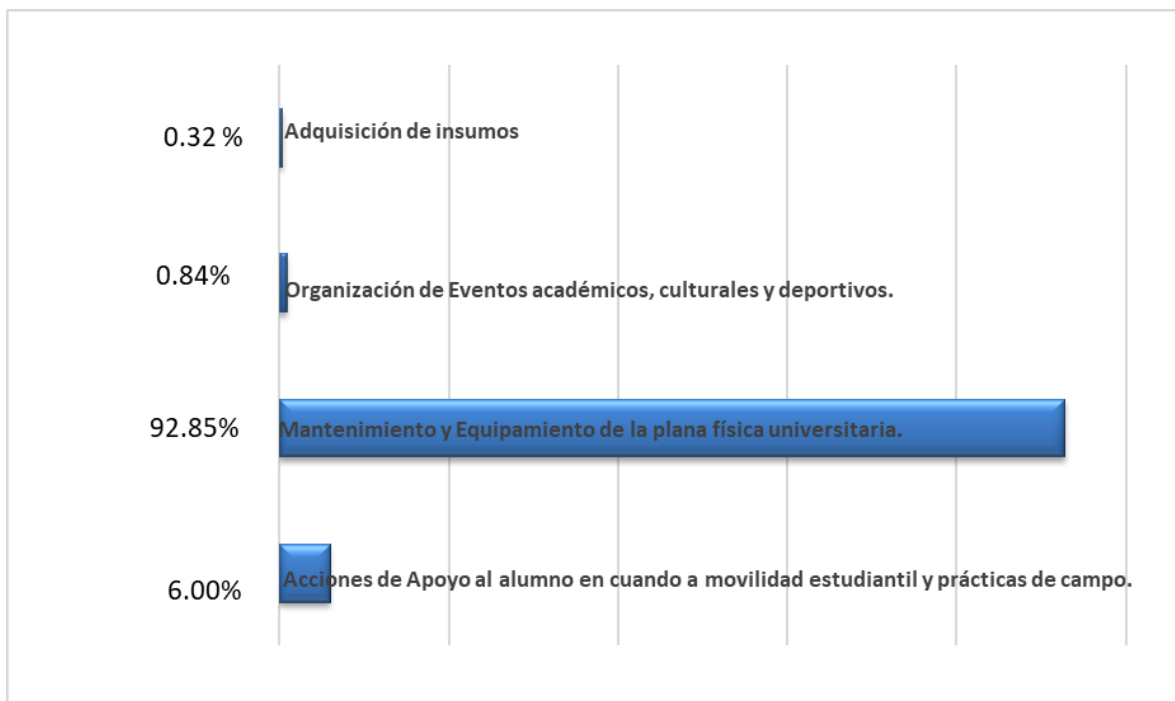 0.32 % Adquisición de insumos
0.84% Organización de Eventos académicos, culturales y deportivos.
92.85% Mantenimiento y Equipamiento de la plana física universitaria.
6.00% Acciones de Apoyo al alumno en cuando a movilidad estudiantil y prácticas de campo.